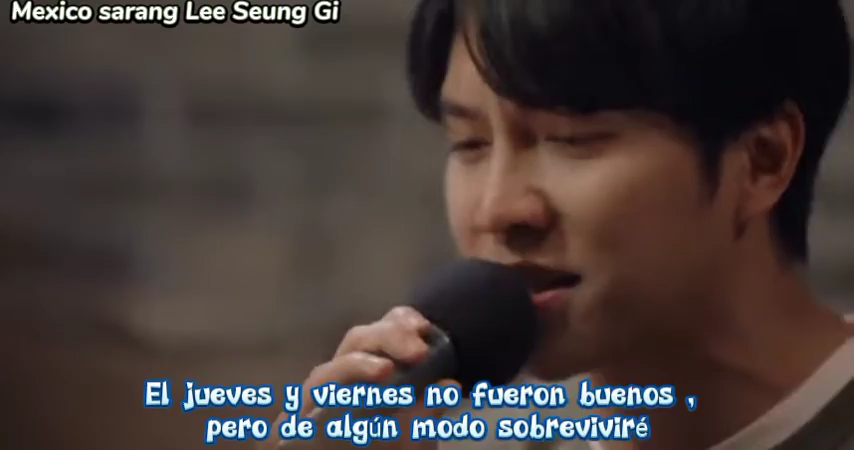 Mexico sarang Lee Seung Gi
El jueves y viernes no fueron buenos ,
pero de algún modo sobreviviré